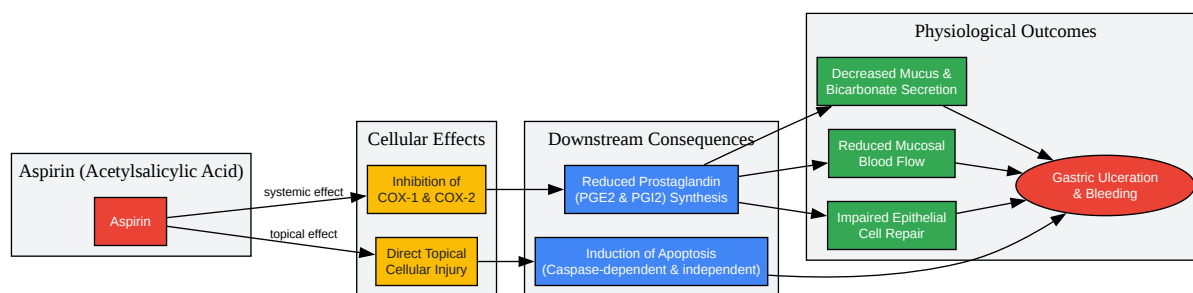 Physiological Outcomes
Decreased Mucus &
Bicarbonate Secretion
Cellular Effects
Downstream Consequences
Reduced Mucosal
Blood Flow
Aspirin (Acetylsalicylic Acid)
systemic effect
Inhibition of
COX-1 & COX-2
Reduced Prostaglandin
(PGE2 & PGI2) Synthesis
Gastric Ulceration
& Bleeding
Aspirin
Impaired Epithelial
Cell Repair
topical effect
Direct Topical
Cellular Injury
Induction of Apoptosis
(Caspase-dependent & independent)